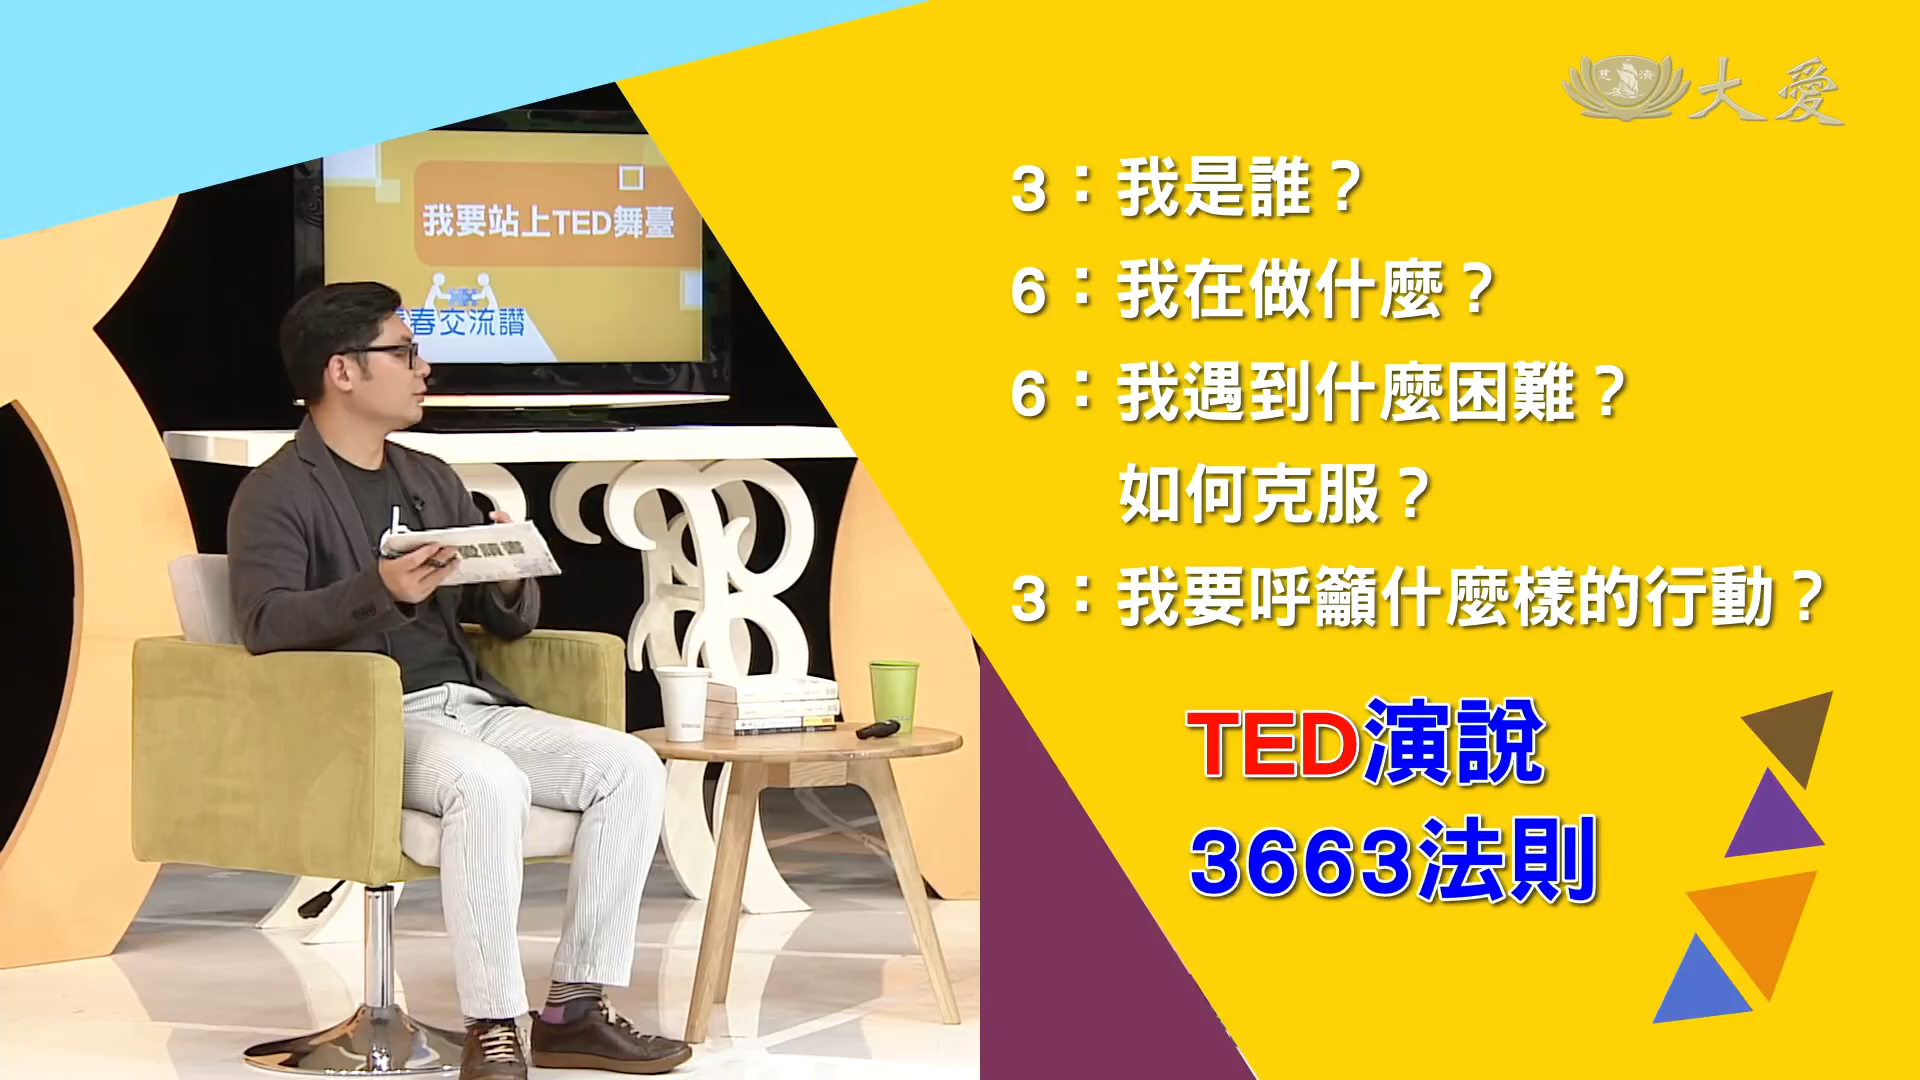 大愛
慈濟
3：我是誰？
6：我在做什麼？
6：我遇到什麼困難？
如何克服？
3：我要呼籲什麼樣的行動？
TED演說
3663法則
我要站上TED舞臺
春交流讚